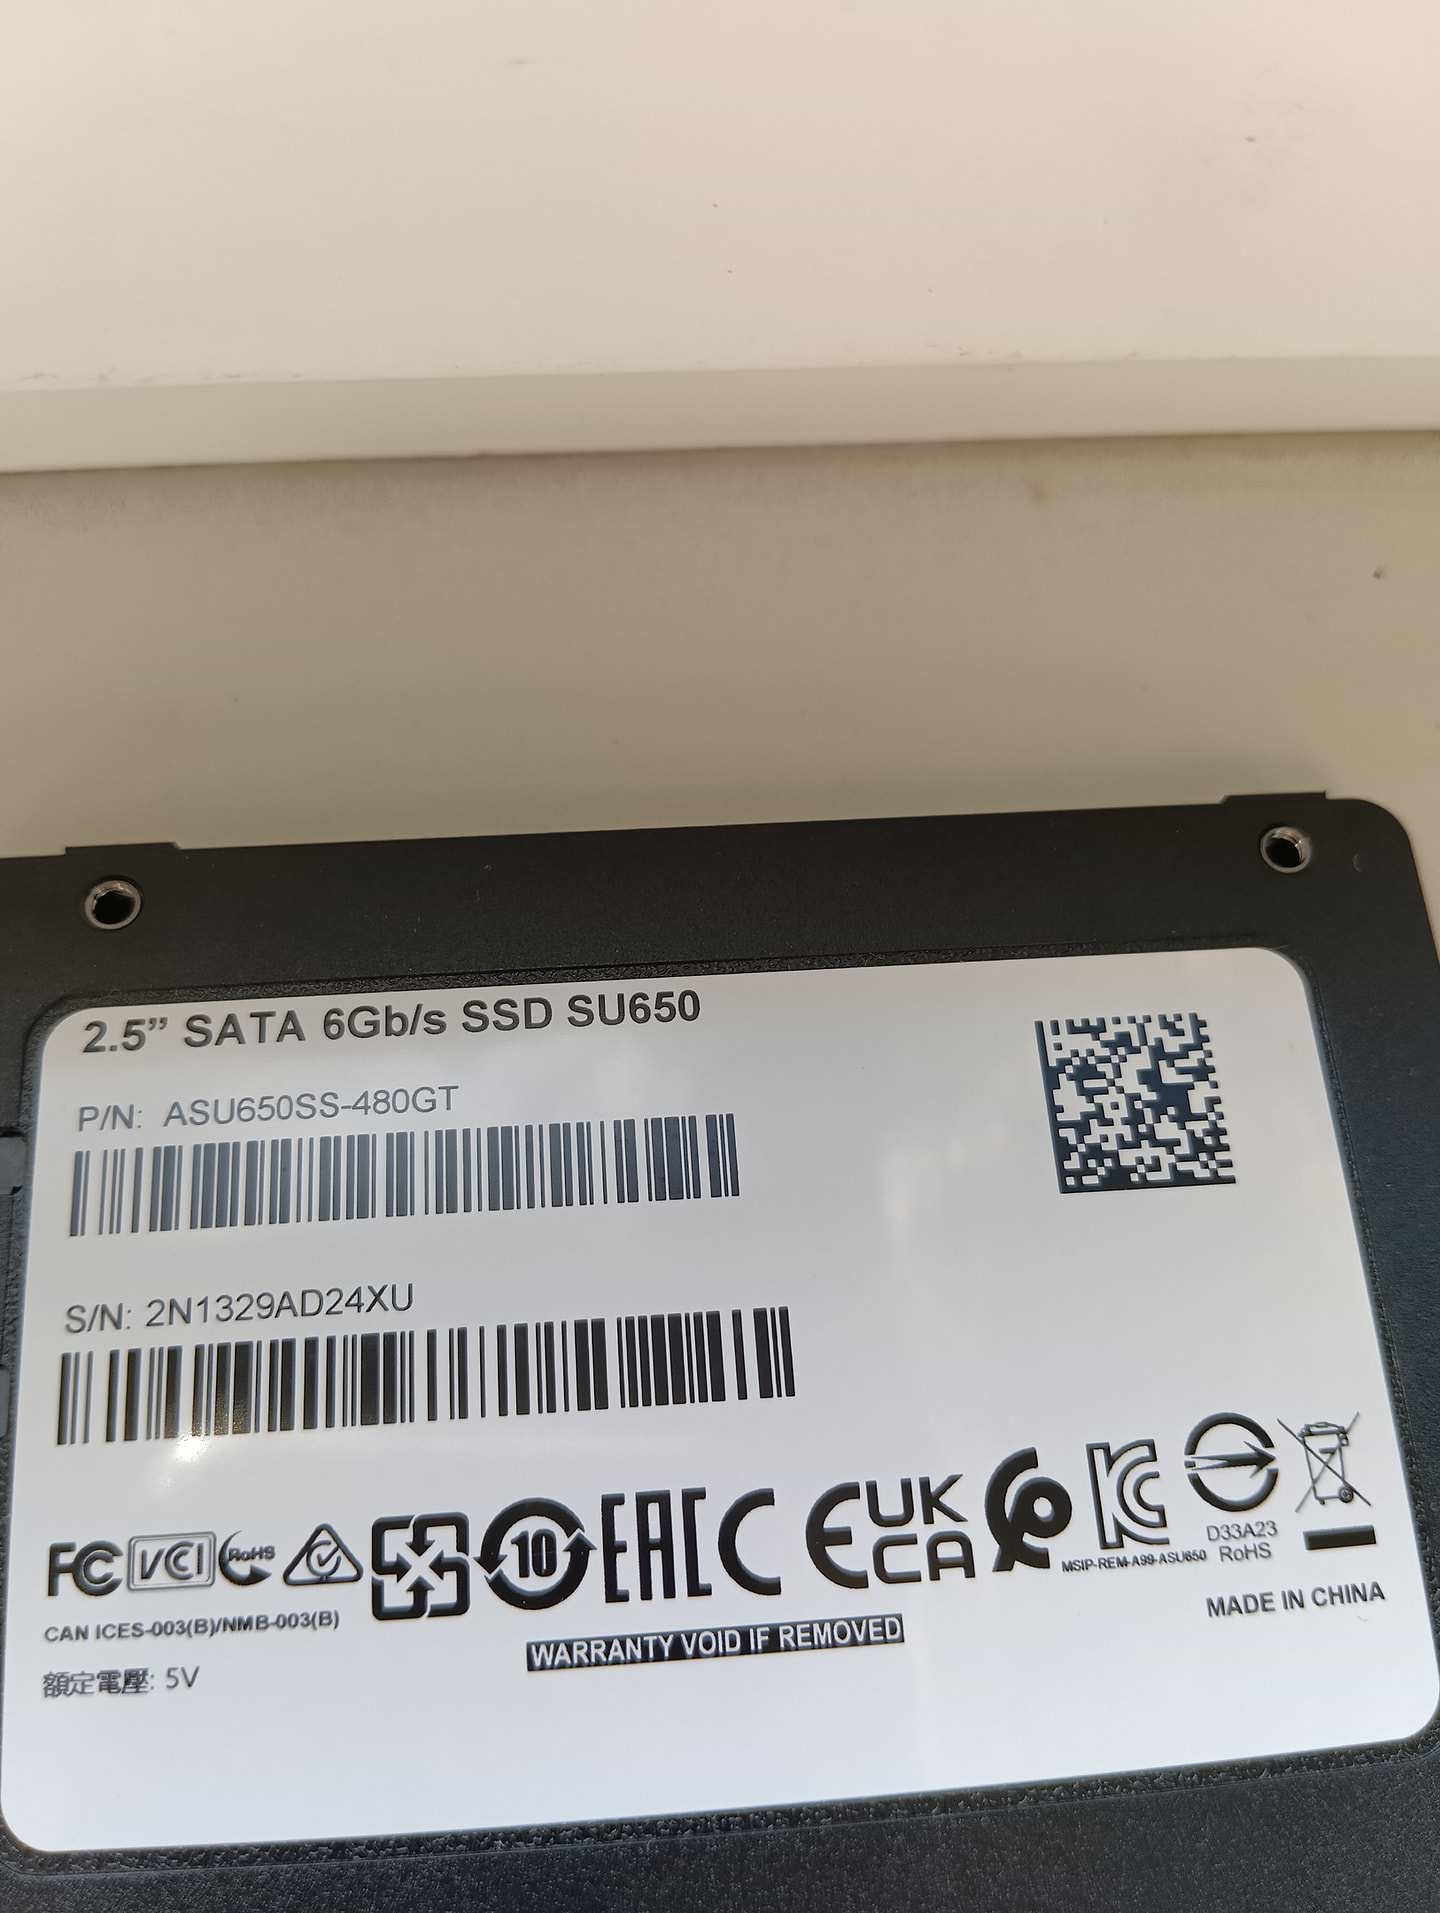 2.5” SATA 6Gb/s SSD SU650
P/N: ASU650SS-480GT
S/N: 2N1329AD24XU
FC VCI RoHS 10 EAC CE UK CA KC
MSIP-REM-A99-ASU650
D33A23
RoHS
CAN ICES-003(B)/NMB-003(B)
WARRANTY VOID IF REMOVED
MADE IN CHINA
額定電壓: 5V